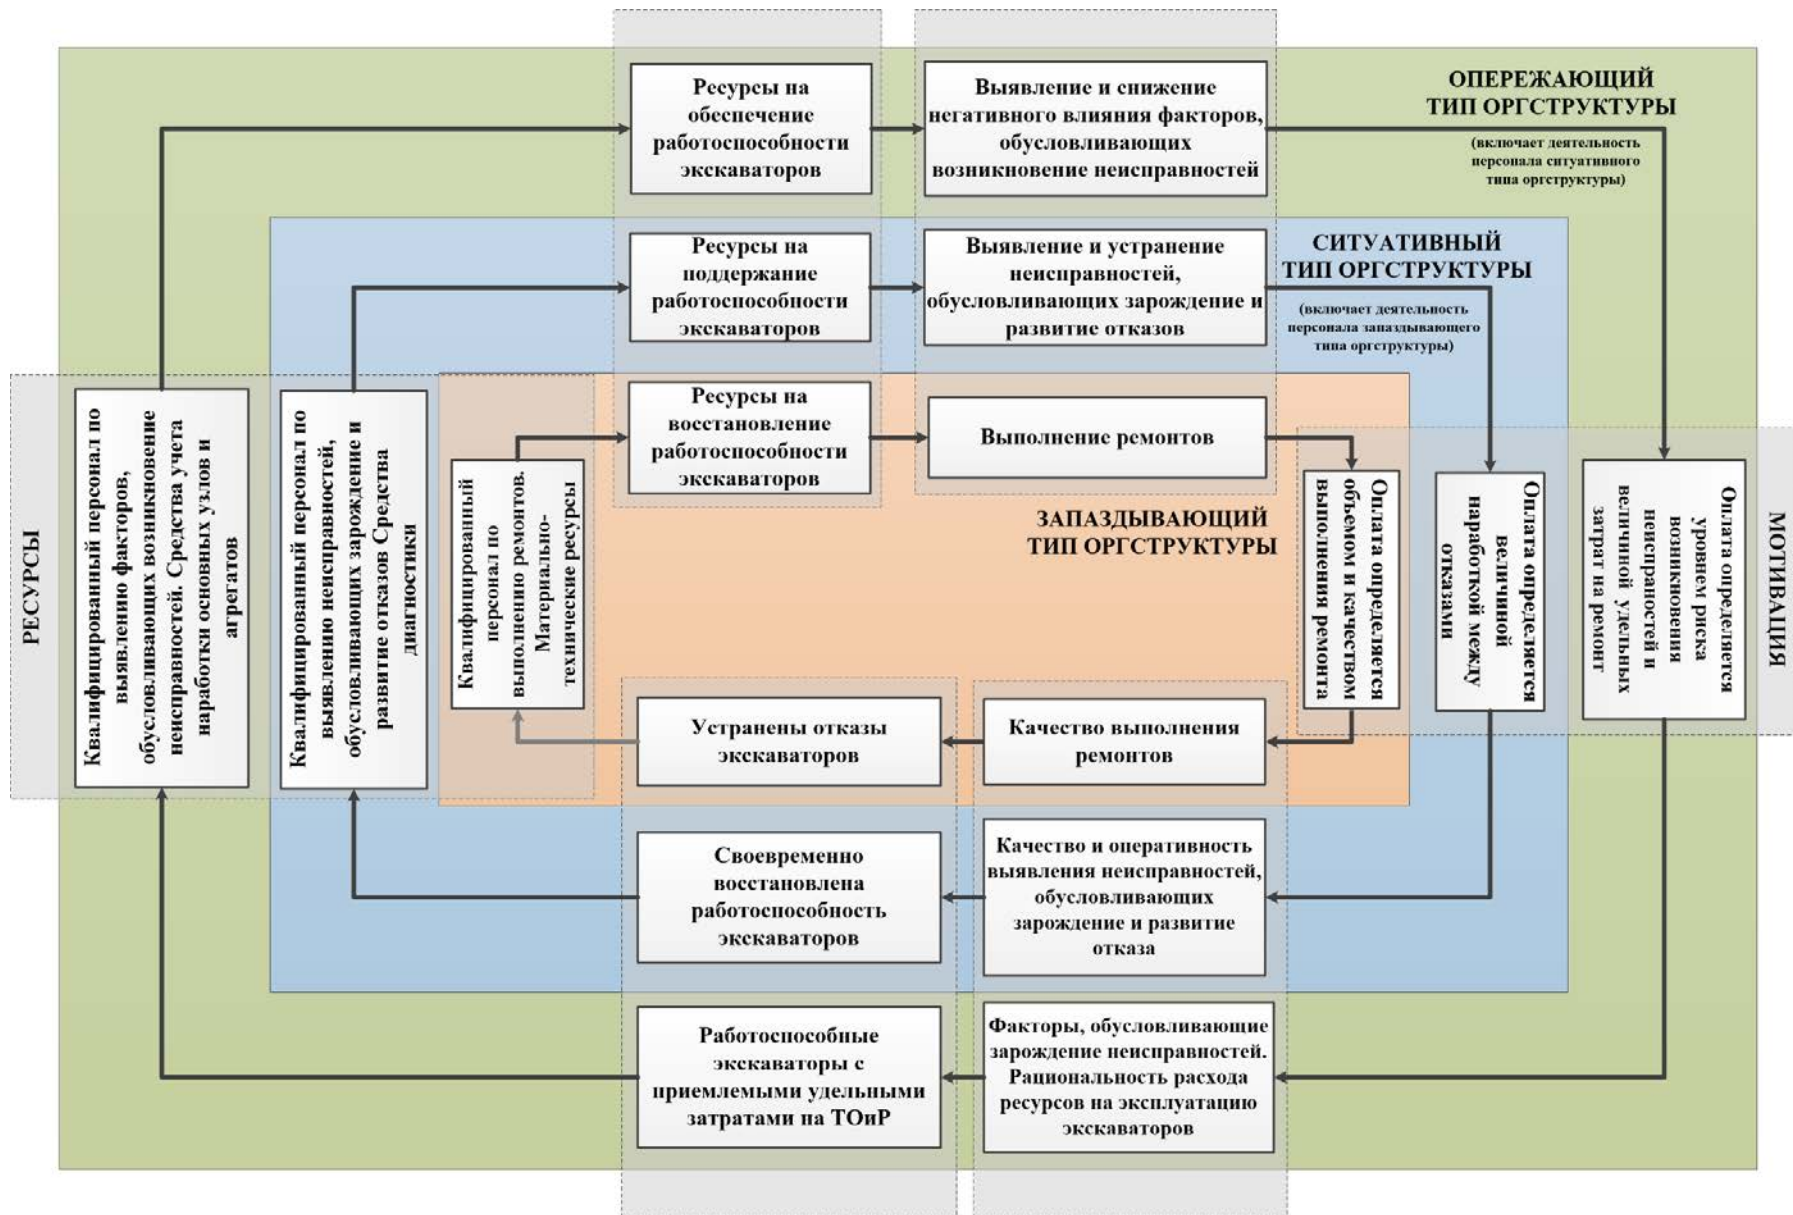 Ресурсы на
обеспечение
работоспособности
экскаваторов
Выявление и снижение
негативного влияния факторов,
обусловливающих
возникновение неисправностей
ОПЕРЕЖАЮЩИЙ
ТИП ОРГСТРУКТУРЫ
(включает деятельность
персонала ситуативного
типа оргструктуры)
Ресурсы на
поддержание
работоспособности
экскаваторов
Выявление и устранение
неисправностей,
обусловливающих зарождение и
развитие отказов
СИТУАТИВНЫЙ
ТИП ОРГСТРУКТУРЫ
(включает деятельность
персонала запаздывающего
типа оргструктуры)
Ресурсы на
восстановление
работоспособности
экскаваторов
Выполнение ремонтов
ЗАПАЗДЫВАЮЩИЙ
ТИП ОРГСТРУКТУРЫ
РЕСУРСЫ
Квалифицированный персонал по
выявлению факторов,
обусловливающих возникновение
неисправностей. Средства учета
наработки основных узлов и
агрегатов
Квалифицированный персонал по
выявлению неисправностей,
обусловливающих зарождение и
развитие отказов Средства
диагностики
Квалифицированный
персонал по
выполнению ремонтов.
Материально-
технические ресурсы
Оплата определяется
объемом и качеством
выполнения ремонта
Оплата определяется
величиной
наработкой между
отказами
Оплата определяется
уровнем риска
возникновения
неиспраностей и
величиной удельных
затрат на ремонт
МОТИВАЦИЯ
Устранены отказы
экскаваторов
Качество выполнения
ремонтов
Своевременно
восстановлена
работоспособность
экскаваторов
Качество и оперативность
выявления неисправностей,
обусловливающих
зарождение и развитие
отказа
Работоспособные
экскаваторы с
приемлемыми удельными
затратами на ТОиР
Факторы, обусловливающие
зарождение неисправностей.
Рациональность расхода
ресурсов на эксплуатацию
экскаваторов